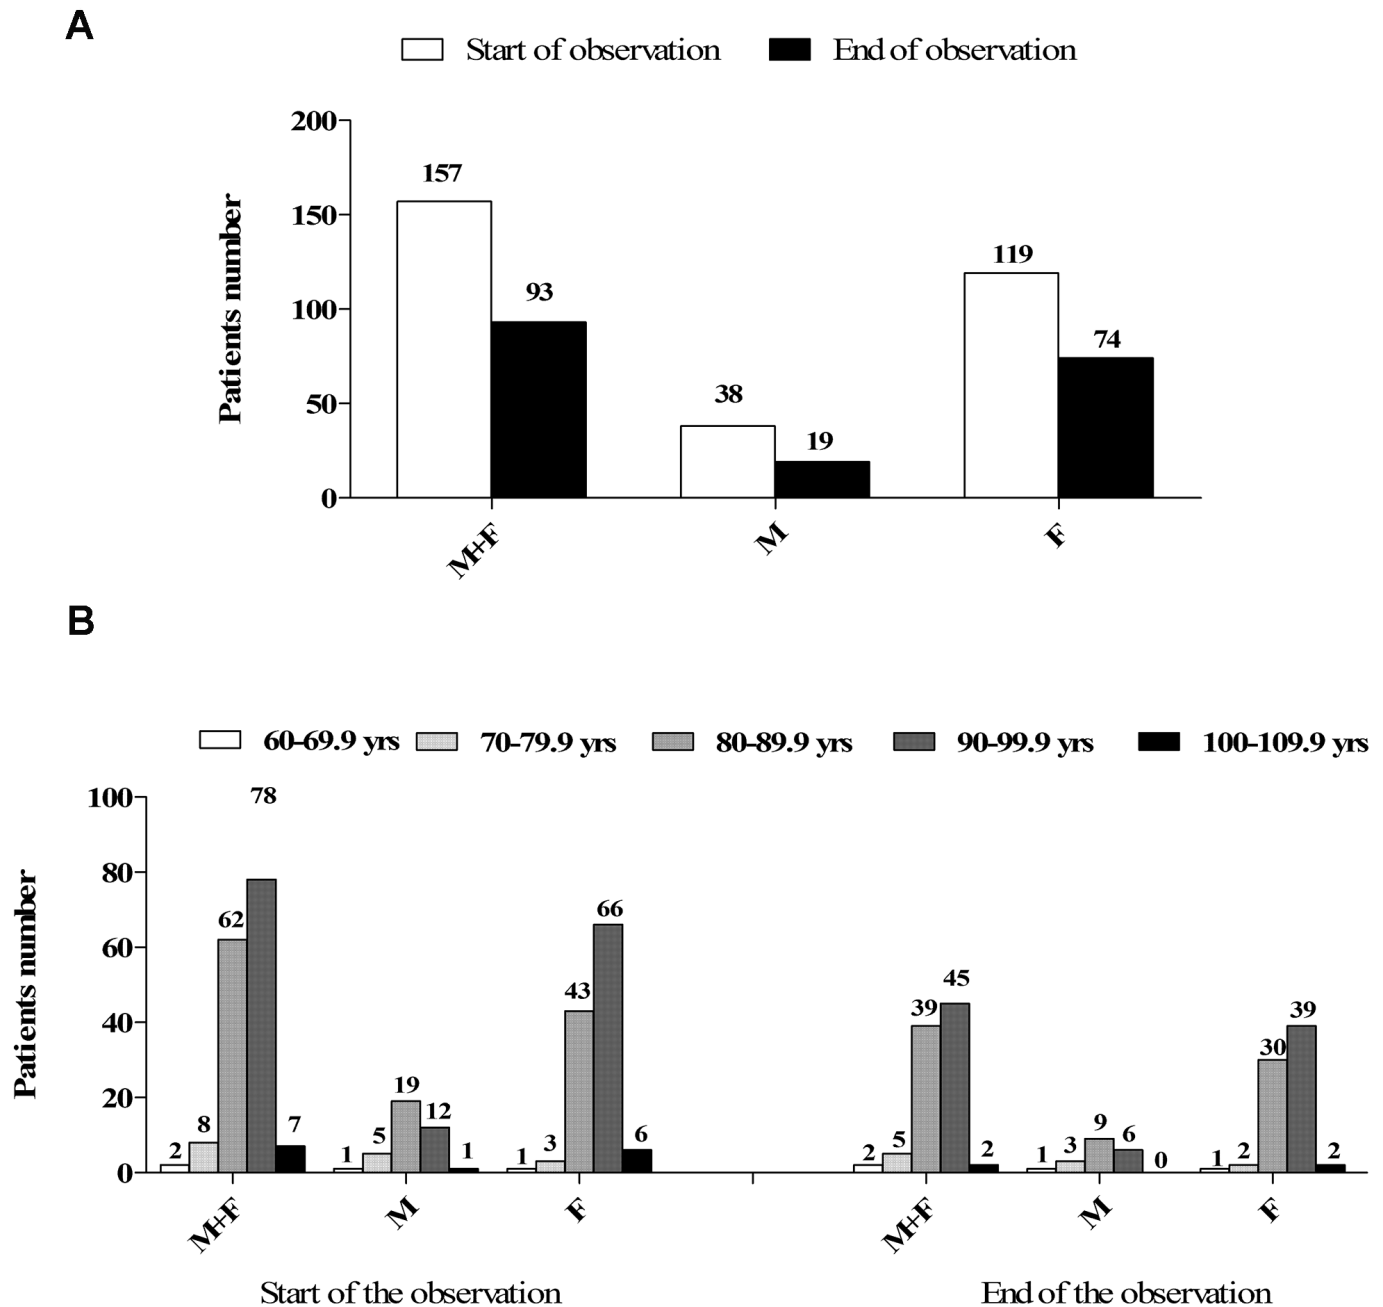 A
Start of observation End of observation
Patients number
200
150
100
50
0
157
93
38
19
119
74
M+F M F
B
60-69.9 yrs 70-79.9 yrs 80-89.9 yrs 90-99.9 yrs 100-109.9 yrs
Patients number
100
80
60
40
20
0
2 8 62 78 7
1 5 19 12 1
1 3 43 66 6
2 5 39 45 2
1 3 9 6 0
1 2 30 39 2
M+F M F M+F M F
Start of the observation End of the observation